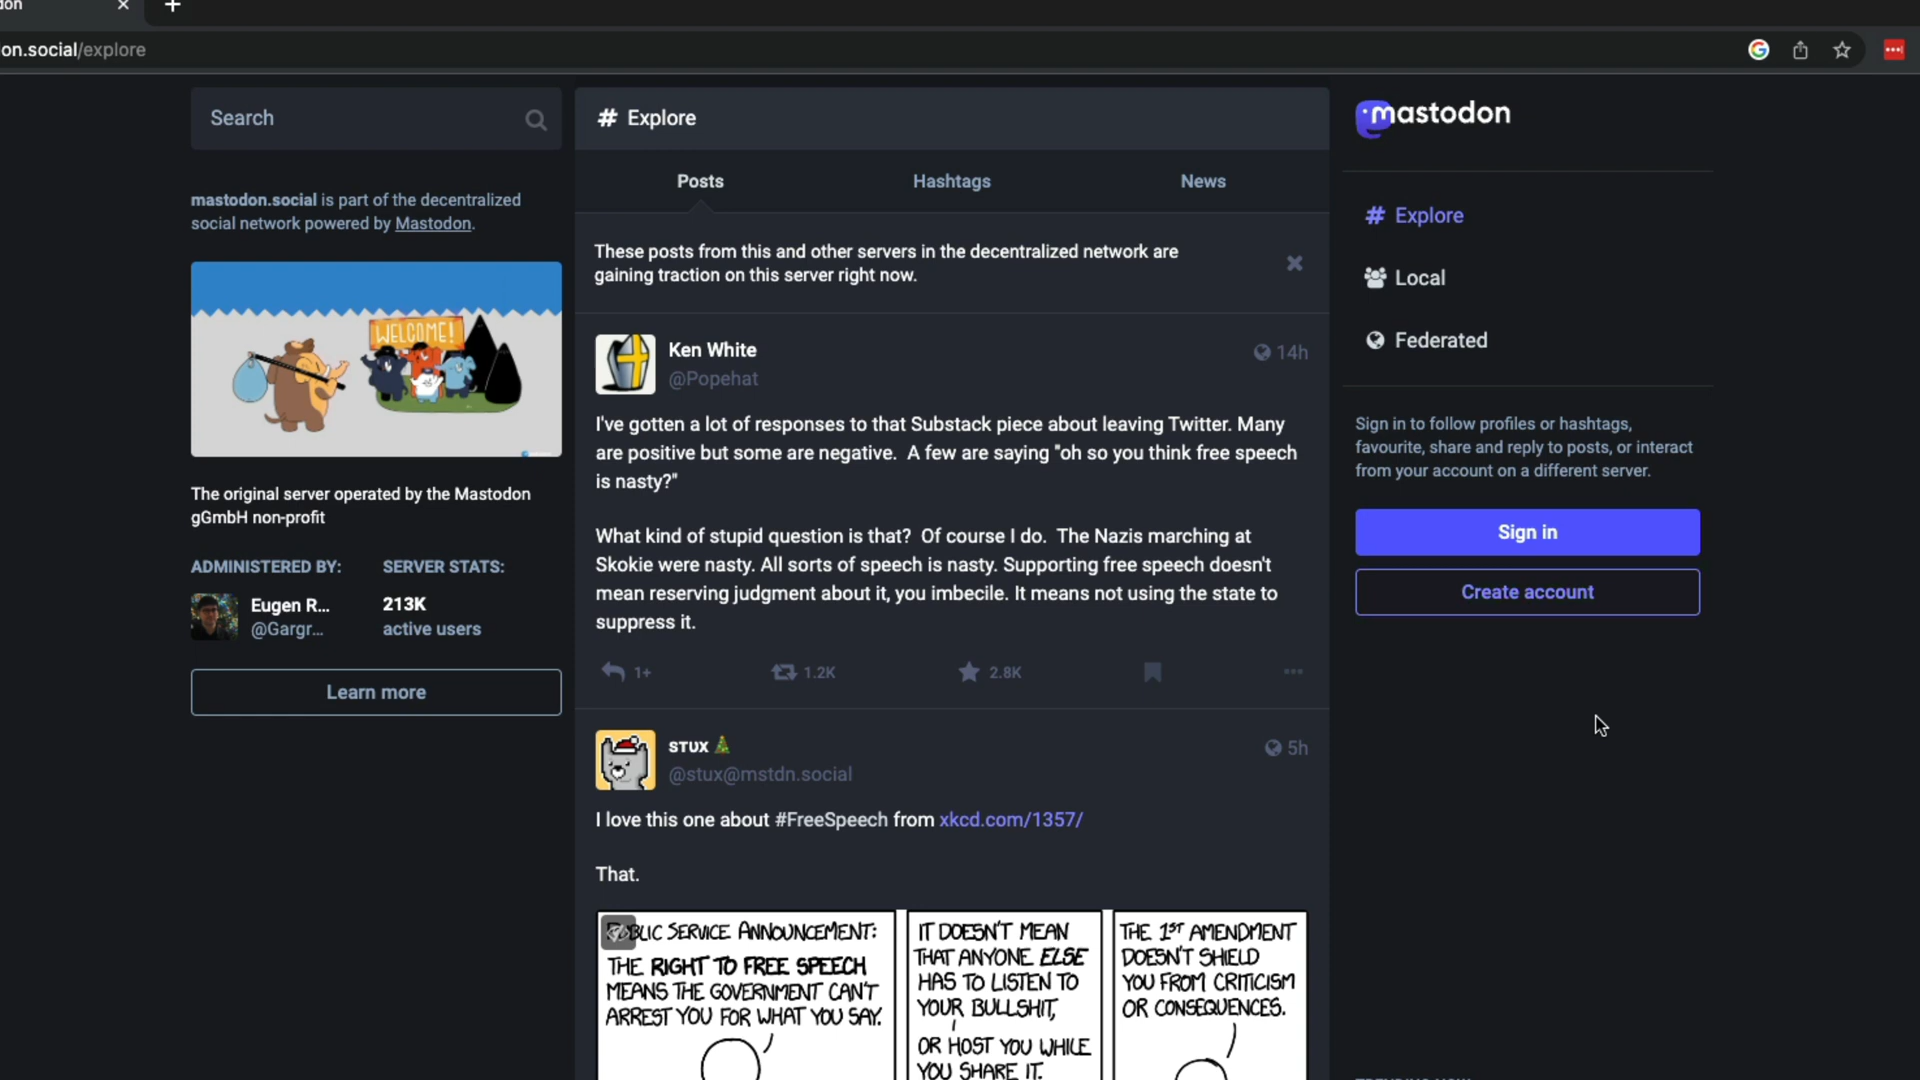 don
on.social/explore
Search
mastodon.social is part of the decentralized
social network powered by Mastodon.
WELCOME!
The original server operated by the Mastodon
gGmbH non-profit
ADMINISTERED BY:
SERVER STATS:
Eugen R...
@Gargr...
213K
active users
Learn more
# Explore
Posts
Hashtags
News
These posts from this and other servers in the decentralized network are
gaining traction on this server right now.
Ken White
@Popehat
14h
I've gotten a lot of responses to that Substack piece about leaving Twitter. Many
are positive but some are negative. A few are saying "oh so you think free speech
is nasty?"
What kind of stupid question is that? Of course I do. The Nazis marching at
Skokie were nasty. All sorts of speech is nasty. Supporting free speech doesn't
mean reserving judgment about it, you imbecile. It means not using the state to
suppress it.
1+
1.2K
2.8K
STUX
@stux@mstdn.social
5h
I love this one about #FreeSpeech from xkcd.com/1357/
That.
PUBLIC SERVICE ANNOUNCEMENT:
THE RIGHT TO FREE SPEECH
MEANS THE GOVERNMENT CAN'T
ARREST YOU FOR WHAT YOU SAY.
IT DOESN'T MEAN
THAT ANYONE ELSE
HAS TO LISTEN TO
YOUR BULLSHIT,
OR HOST YOU WHILE
YOU SHARE IT.
THE 1ST AMENDMENT
DOESN'T SHIELD
YOU FROM CRITICISM
OR CONSEQUENCES.
mastodon
# Explore
Local
Federated
Sign in to follow profiles or hashtags,
favourite, share and reply to posts, or interact
from your account on a different server.
Sign in
Create account